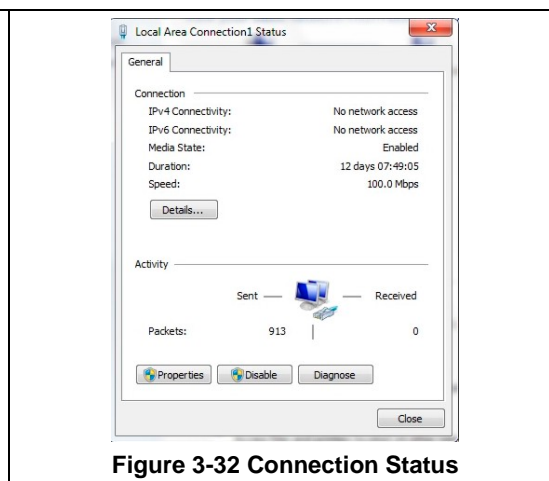 Local Area Connection1 Status
General
Connection
IPv4 Connectivity: No network access
IPv6 Connectivity: No network access
Media State: Enabled
Duration: 12 days 07:49:05
Speed: 100.0 Mbps
Details...
Activity
Sent Received
Packets: 913 0
Properties Disable Diagnose
Close
Figure 3-32 Connection Status